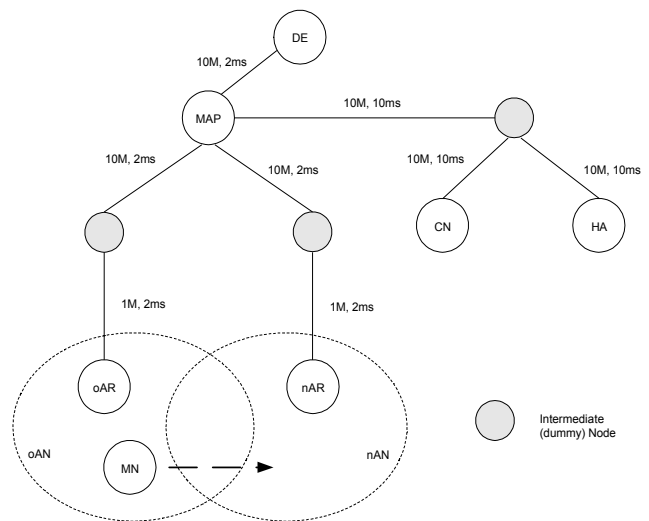 DE
10M, 2ms
10M, 10ms
MAP
10M, 2ms
10M, 2ms
10M, 10ms
10M, 10ms
CN
HA
1M, 2ms
1M, 2ms
oAR
nAR
Intermediate
(dummy) Node
oAN
MN
nAN